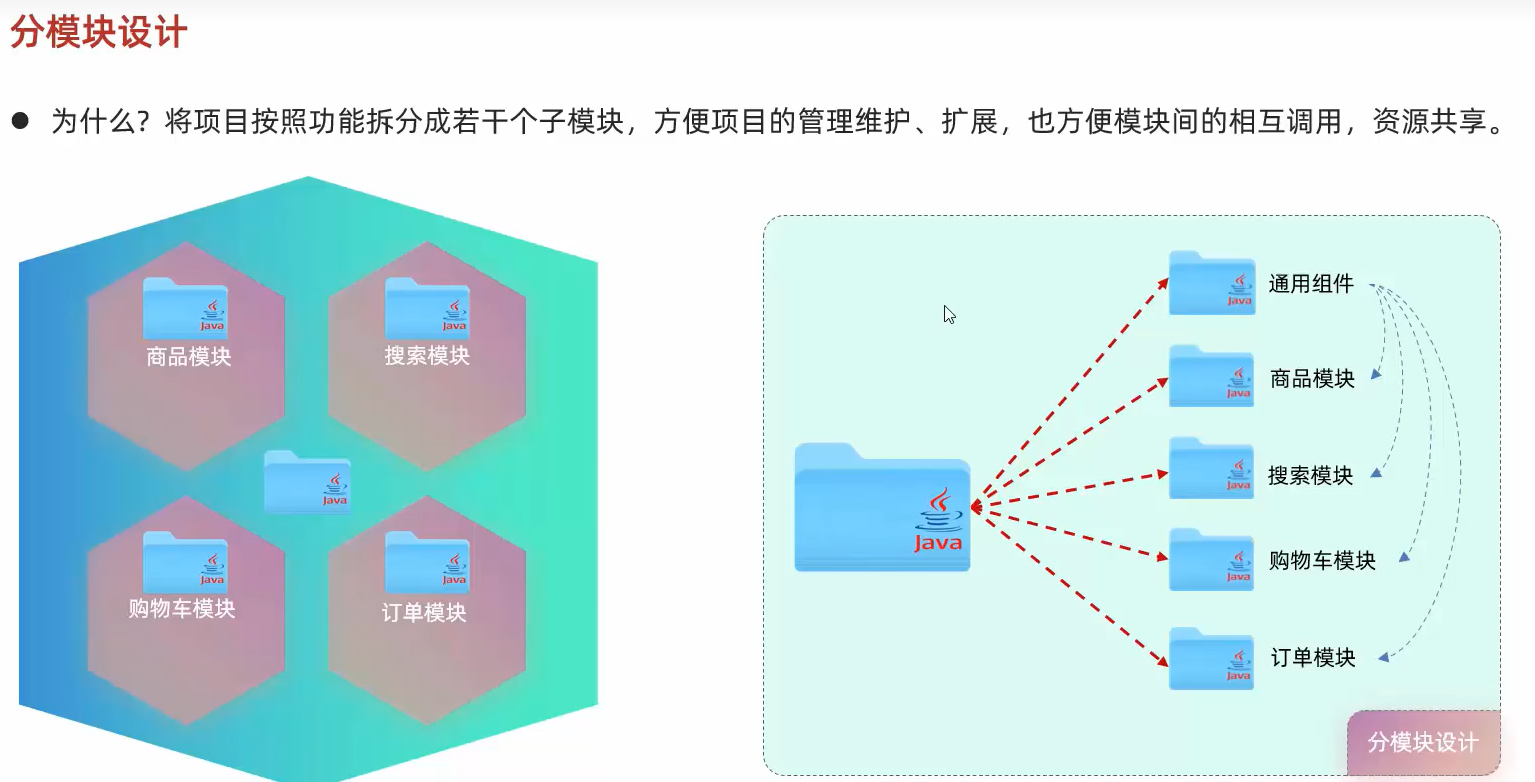 分模块设计
● 为什么？将项目按照功能拆分成若干个子模块，方便项目的管理维护、扩展，也方便模块间的相互调用，资源共享。
Java
商品模块
Java
搜索模块
Java
Java
购物车模块
Java
订单模块
Java
Java
通用组件
Java
商品模块
Java
搜索模块
Java
购物车模块
Java
订单模块
分模块设计